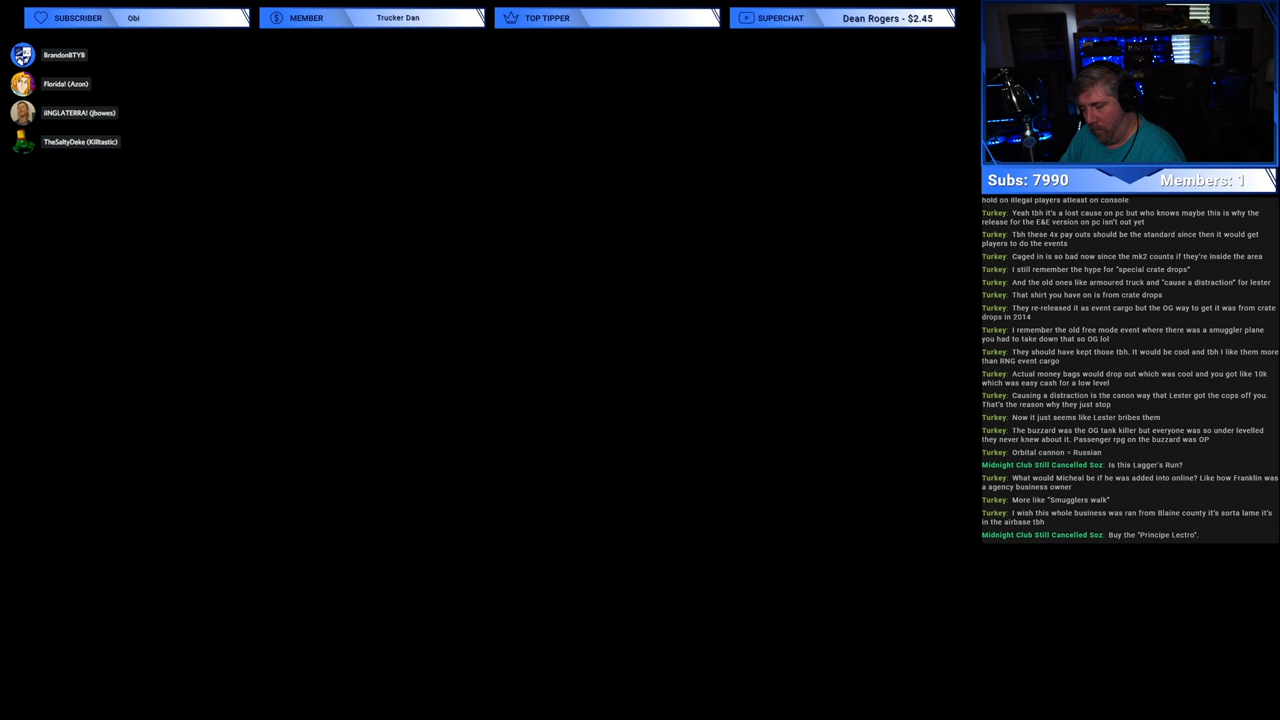 SUBSCRIBER Obi
MEMBER Trucker Dan
TOP TIPPER
SUPERCHAT Dean Rogers - $2.45
BrandonBTYB
Florida! (Azon)
iINGLATERRA! (jbowes)
TheSaltyDeke (Killtastic)
Subs: 7990 Members: 1
hold on illegal players atleast on console
Turkey: Yeah tbh it's a lost cause on pc but who knows maybe this is why the
release for the E&E version on pc isn't out yet
Turkey: Tbh these 4x pay outs should be the standard since then it would get
players to do the events
Turkey: Caged in is so bad now since the mk2 counts if they're inside the area
Turkey: I still remember the hype for "special crate drops"
Turkey: And the old ones like armoured truck and "cause a distraction" for lester
Turkey: That shirt you have on is from crate drops
Turkey: They re-released it as event cargo but the OG way to get it was from crate
drops in 2014
Turkey: I remember the old free mode event where there was a smuggler plane
you had to take down that so OG lol
Turkey: They should have kept those tbh. It would be cool and tbh I like them more
than RNG event cargo
Turkey: Actual money bags would drop out which was cool and you got like 10k
which was easy cash for a low level
Turkey: Causing a distraction is the canon way that Lester got the cops off you.
That's the reason why they just stop
Turkey: Now it just seems like Lester bribes them
Turkey: The buzzard was the OG tank killer but everyone was so under levelled
they never knew about it. Passenger rpg on the buzzard was OP
Turkey: Orbital cannon = Russian
Midnight Club Still Cancelled Soz: Is this Lagger's Run?
Turkey: What would Micheal be if he was added into online? Like how Franklin was
a agency business owner
Turkey: More like "Smugglers walk"
Turkey: I wish this whole business was ran from Blaine county it's sorta lame it's
in the airbase tbh
Midnight Club Still Cancelled Soz: Buy the "Principe Lectro".